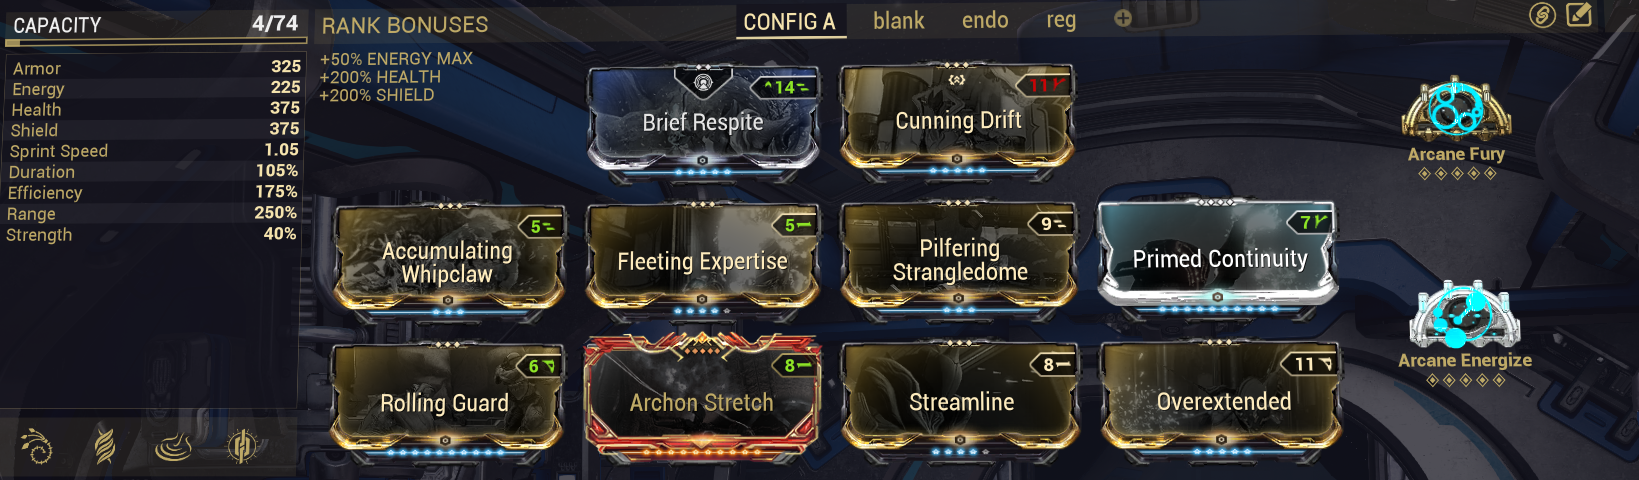 CAPACITY 4/74
RANK BONUSES
CONFIG A blank endo reg
+50% ENERGY MAX
+200% HEALTH
+200% SHIELD
Armor 325
Energy 225
Health 375
Shield 375
Sprint Speed 1.05
Duration 105%
Efficiency 175%
Range 250%
Strength 40%
14
Brief Respite
11
Cunning Drift
Arcane Fury
5
Accumulating
Whipclaw
5
Fleeting Expertise
9
Pilfering
Strangledome
7
Primed Continuity
6
Rolling Guard
8
Archon Stretch
8
Streamline
11
Overextended
Arcane Energize